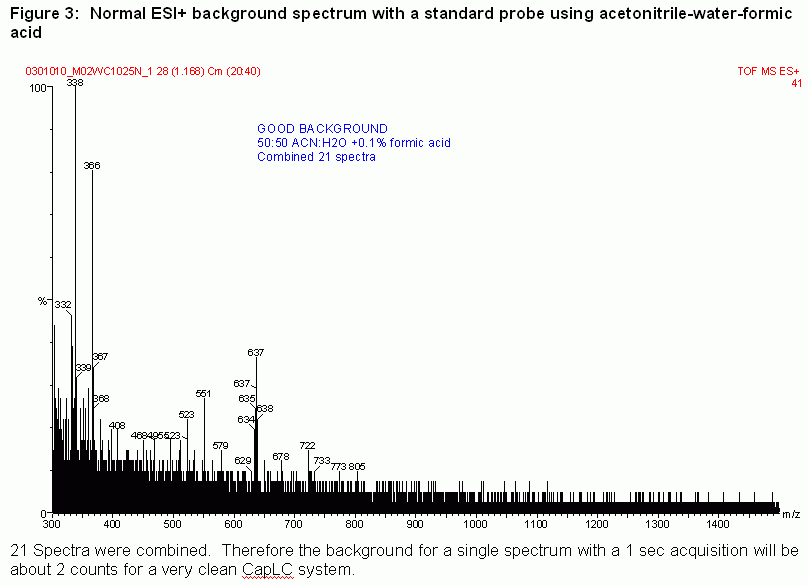 Figure 3:  Normal ESI+ background spectrum with a standard probe using acetonitrile-water-formic
acid
0301010_M02WC1025N_1 28 (1.168) Cm (20:40)
TOF MS ES+
41
100
338
GOOD BACKGROUND
50:50 ACN:H2O +0.1% formic acid
Combined 21 spectra
366
%
332
637
367
339
637
368
551
635
638
523
634
408
468
495
523
579
722
629
678
733
773
805
0
300 400 500 600 700 800 900 1000 1100 1200 1300 1400 m/z
21 Spectra were combined.  Therefore the background for a single spectrum with a 1 sec acquisition will be
about 2 counts for a very clean CapLC system.